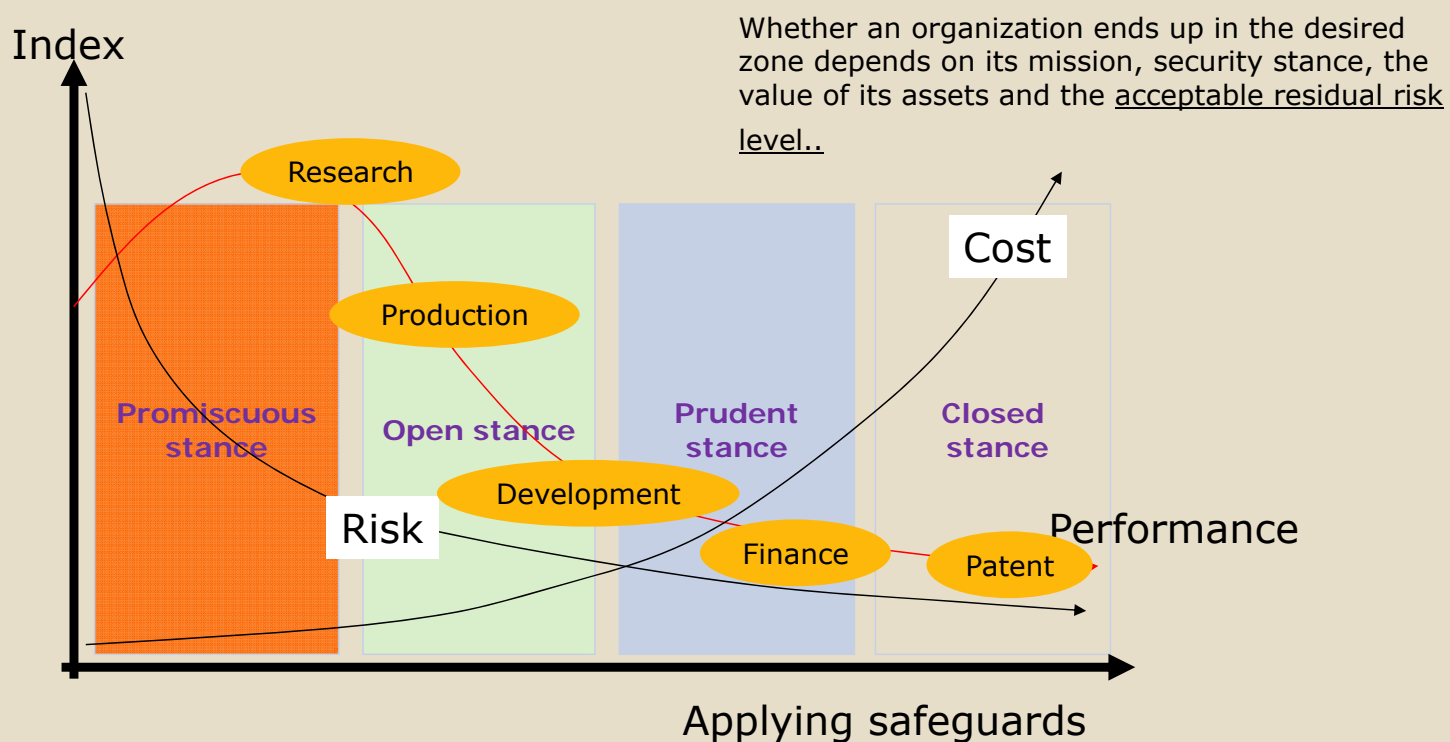 Index
Whether an organization ends up in the desired
zone depends on its mission, security stance, the
value of its assets and the acceptable residual risk
level..
Research
Cost
Production
Promiscuous
stance
Open stance
Prudent
stance
Closed
stance
Development
Risk
Performance
Finance
Patent
Applying safeguards